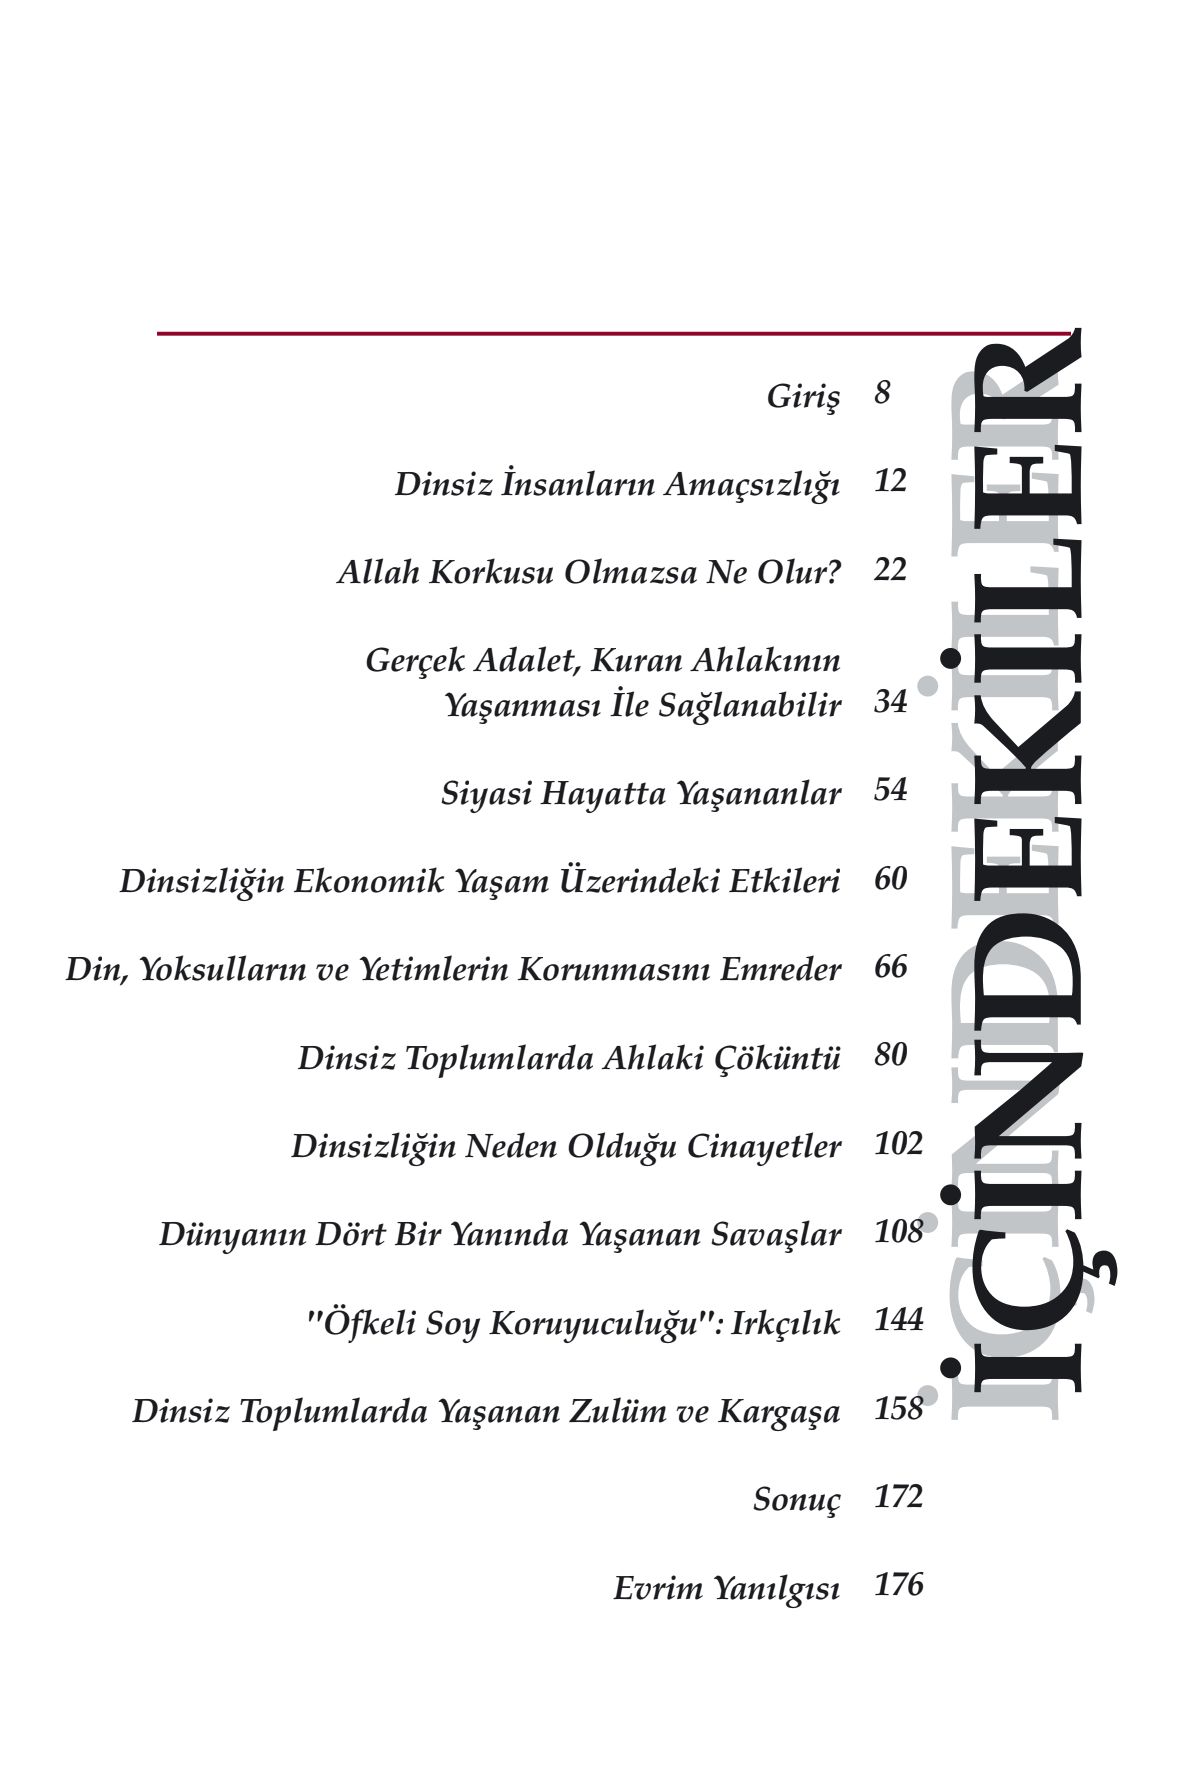 İÇİNDEKİLER
Giriş 8
Dinsiz İnsanların Amaçsızlığı 12
Allah Korkusu Olmazsa Ne Olur? 22
Gerçek Adalet, Kuran Ahlakının
Yaşanması İle Sağlanabilir 34
Siyasi Hayatta Yaşananlar 54
Dinsizliğin Ekonomik Yaşam Üzerindeki Etkileri 60
Din, Yoksulların ve Yetimlerin Korunmasını Emreder 66
Dinsiz Toplumlarda Ahlaki Çöküntü 80
Dinsizliğin Neden Olduğu Cinayetler 102
Dünyanın Dört Bir Yanında Yaşanan Savaşlar 108
"Öfkeli Soy Koruyuculuğu": Irkçılık 144
Dinsiz Toplumlarda Yaşanan Zulüm ve Kargaşa 158
Sonuç 172
Evrim Yanılgısı 176